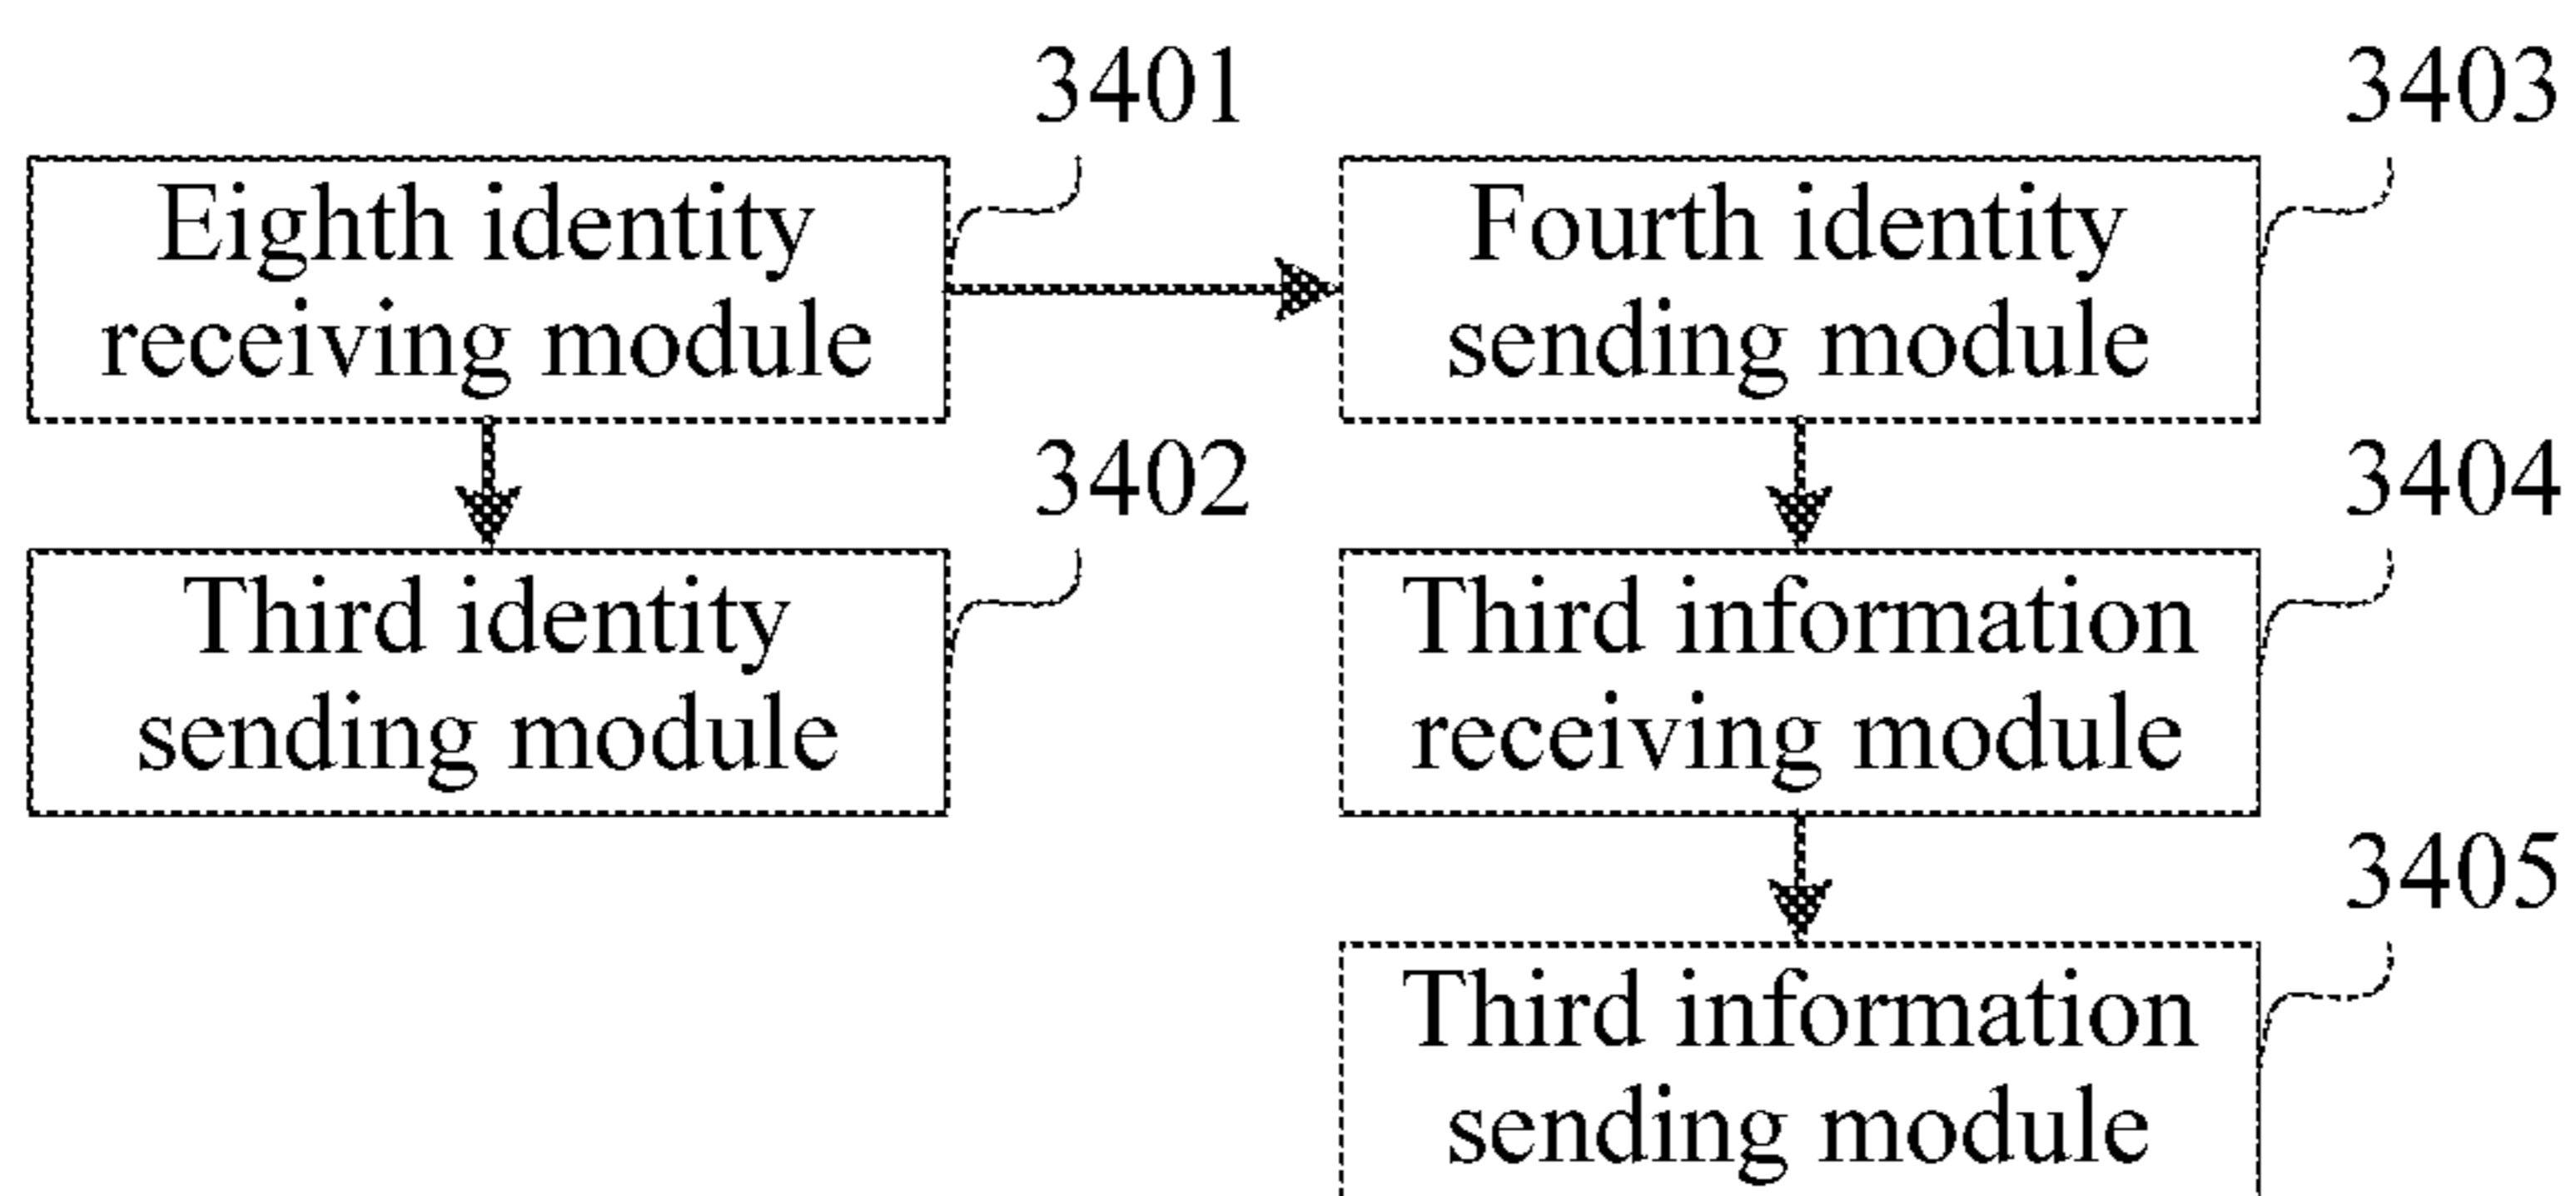 3401
Eighth identity
receiving module
3402
Third identity
sending module
3403
Fourth identity
sending module
3404
Third information
receiving module
3405
Third information
sending module